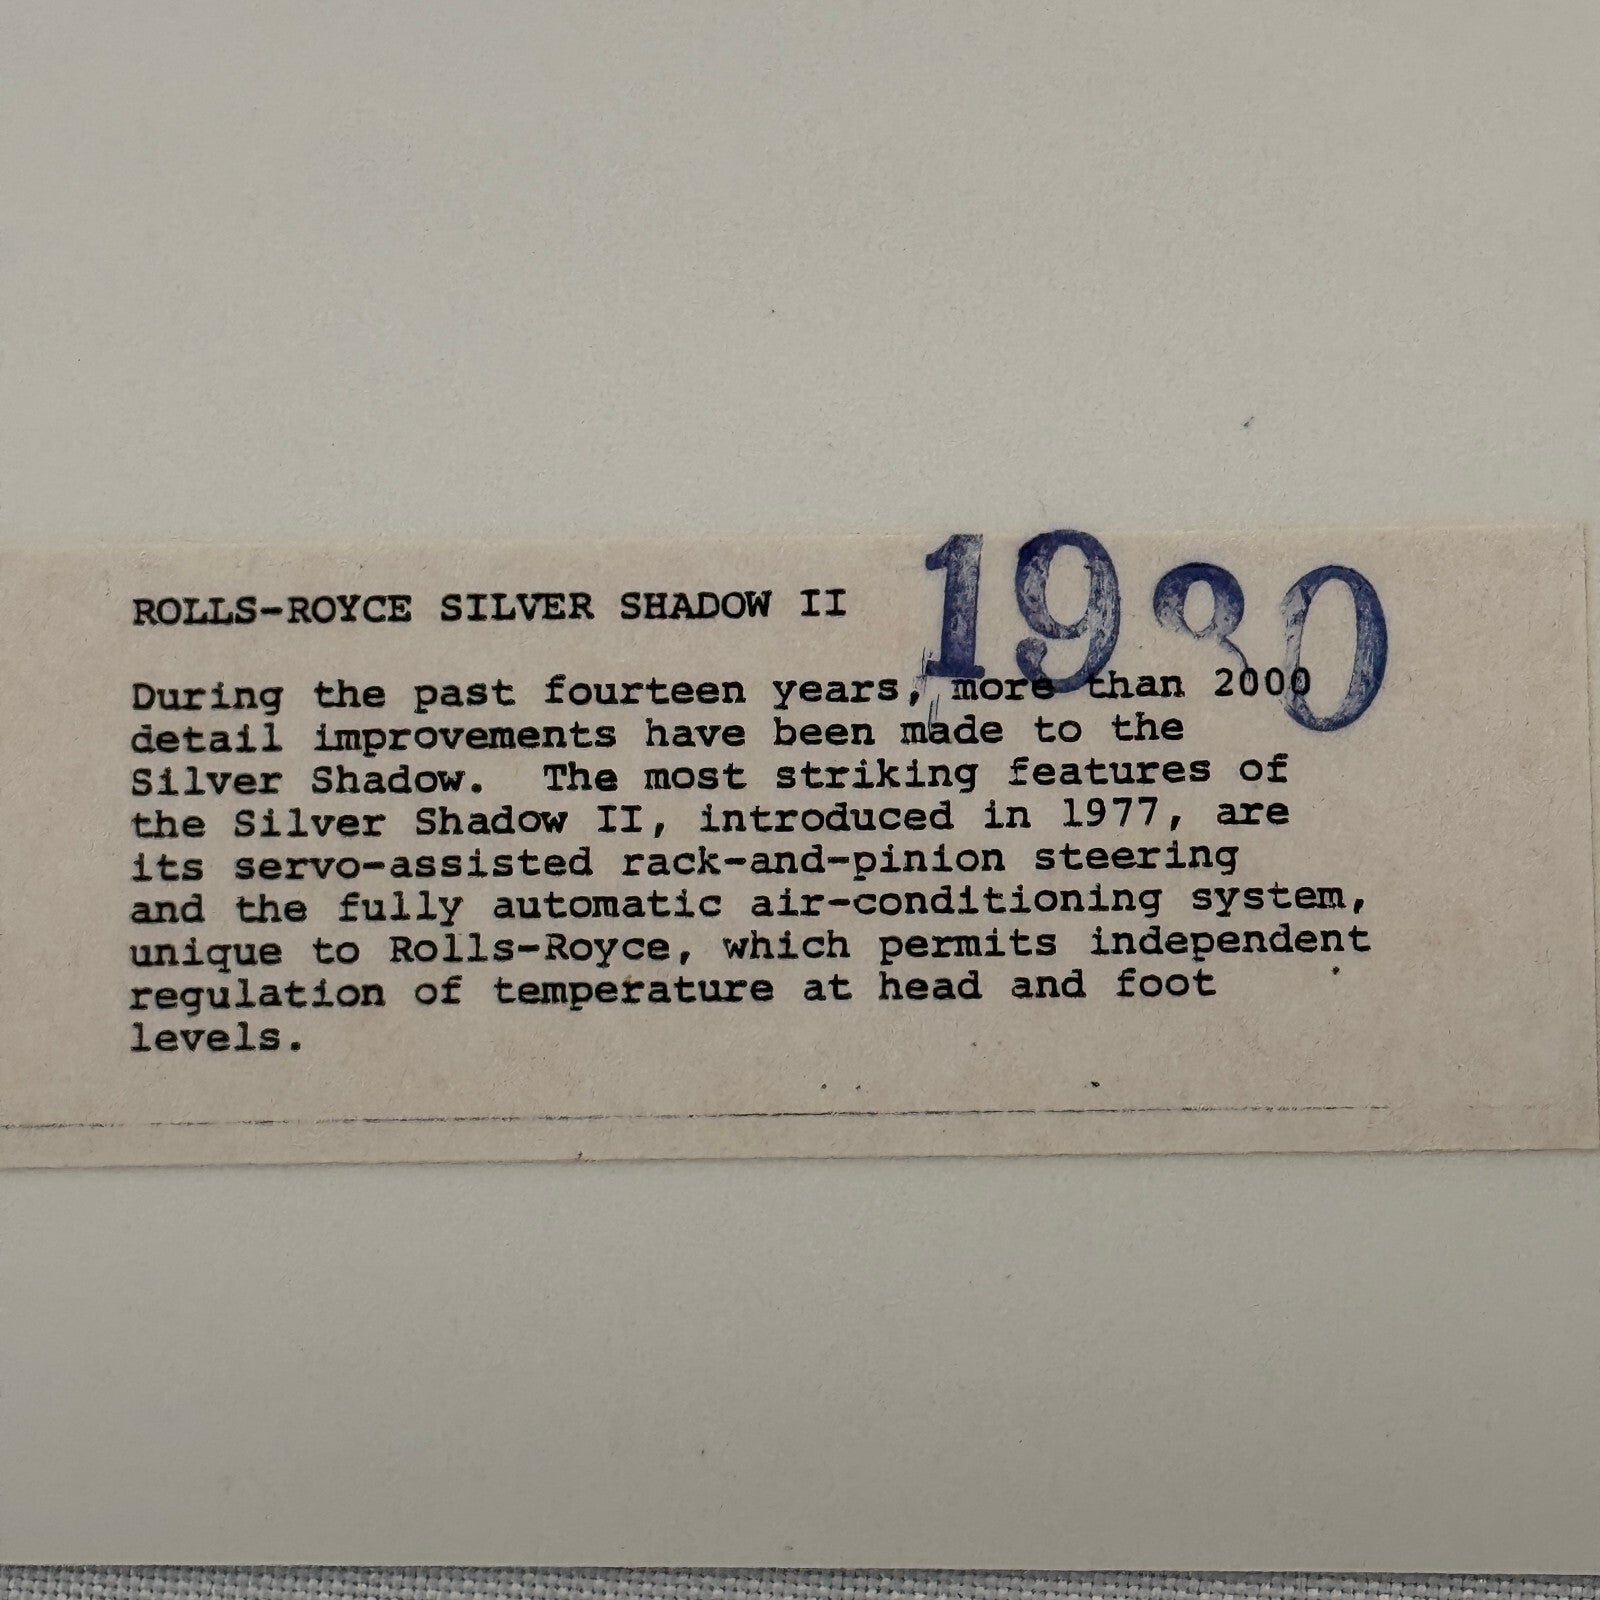 1980
ROLLS-ROYCE SILVER SHADOW II
During the past fourteen years, more than 2000
detail improvements have been made to the
Silver Shadow.  The most striking features of
the Silver Shadow II, introduced in 1977, are
its servo-assisted rack-and-pinion steering
and the fully automatic air-conditioning system,
unique to Rolls-Royce, which permits independent
regulation of temperature at head and foot
levels.